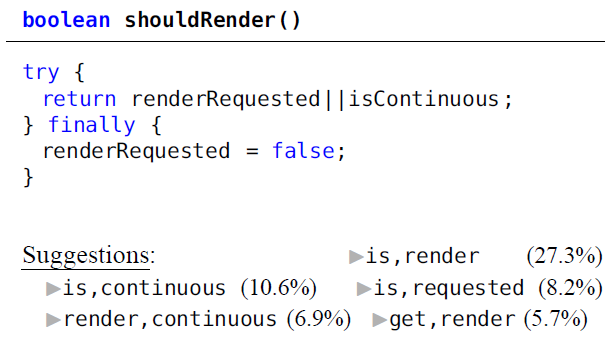 boolean shouldRender()
try {
return renderRequested||isContinuous;
} finally {
renderRequested = false;
}
Suggestions: ▶is,render (27.3%)
▶is,continuous (10.6%) ▶is,requested (8.2%)
▶render,continuous (6.9%) ▶get,render (5.7%)